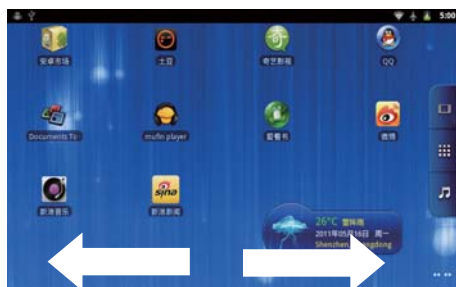 5:00
安卓市场
土豆
奇艺影视
QQ
Documents To
mufin player
爱看书
微博
新浪音乐
sina
新浪新闻
26°C 雷阵雨
2011年05月16日 周一
Shenzhen,Guangdong